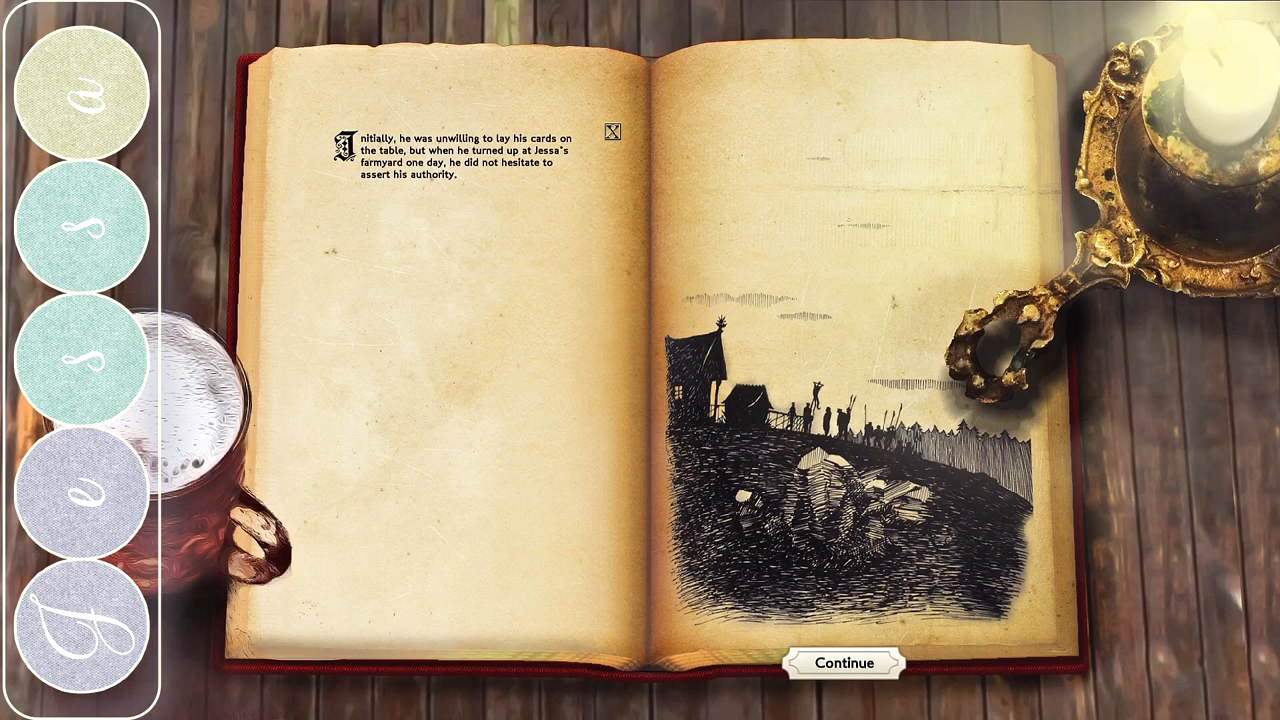 Initially, he was unwilling to lay his cards on
the table, but when he turned up at Jessa's
farmyard one day, he did not hesitate to
assert his authority.
X
Continue
Jessa